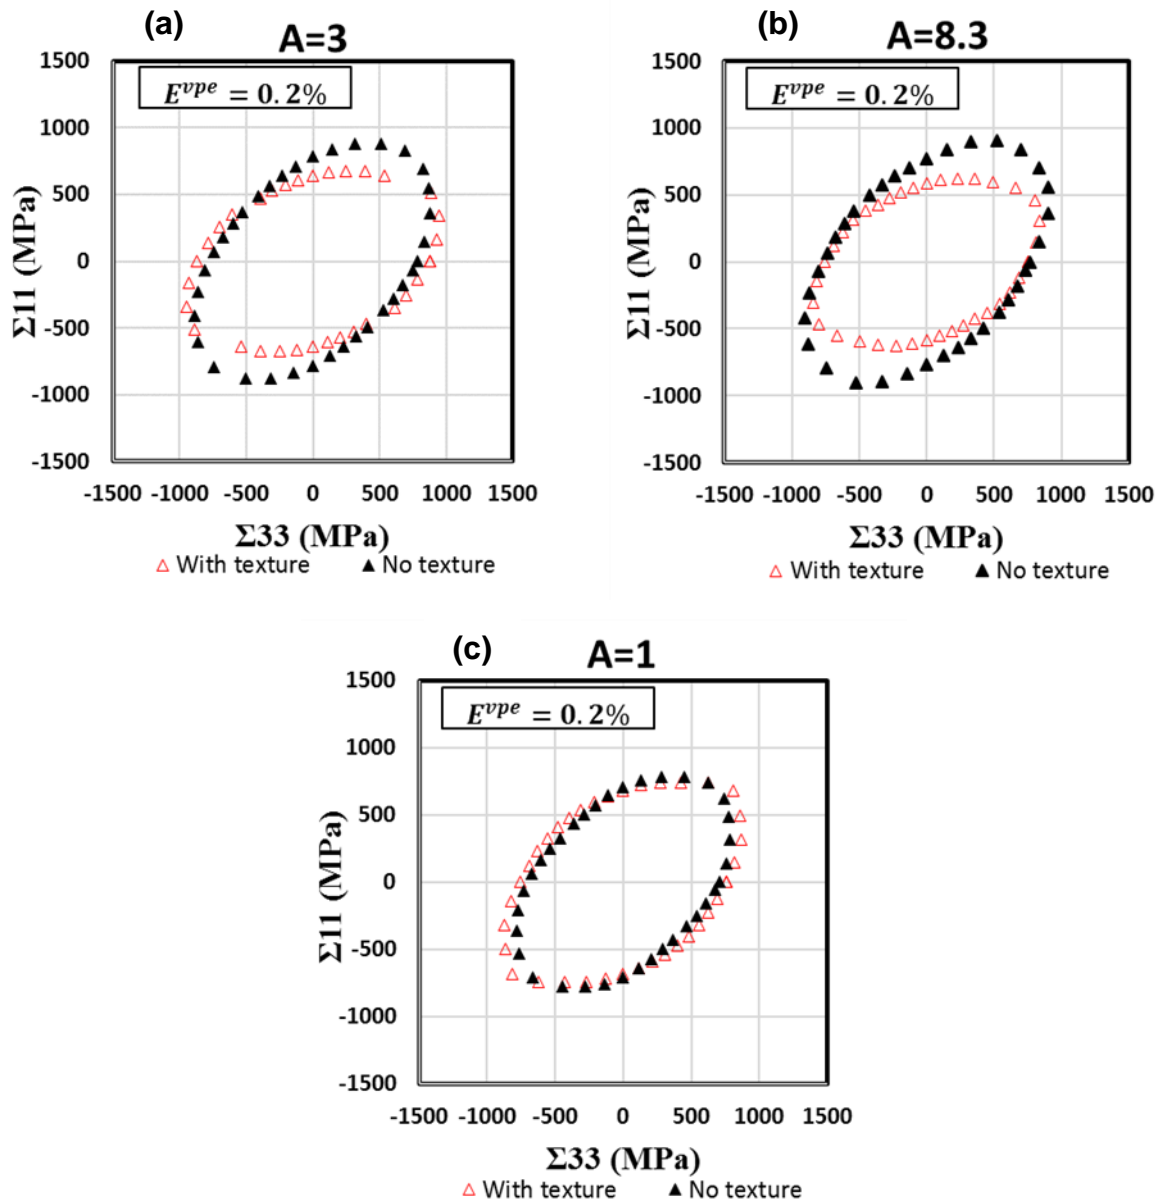 (a)
A=3
E^{vpe} = 0.2%
1500
1000
500
0
-500
-1000
-1500
Σ11 (MPa)
-1500 -1000 -500 0 500 1000 1500
Σ33 (MPa)
△ With texture ▲ No texture
(b)
A=8.3
E^{vpe} = 0.2%
1500
1000
500
0
-500
-1000
-1500
Σ11 (MPa)
-1500 -1000 -500 0 500 1000 1500
Σ33 (MPa)
△ With texture ▲ No texture
(c)
A=1
E^{vpe} = 0.2%
1500
1000
500
0
-500
-1000
-1500
Σ11 (MPa)
-1500 -1000 -500 0 500 1000 1500
Σ33 (MPa)
△ With texture ▲ No texture